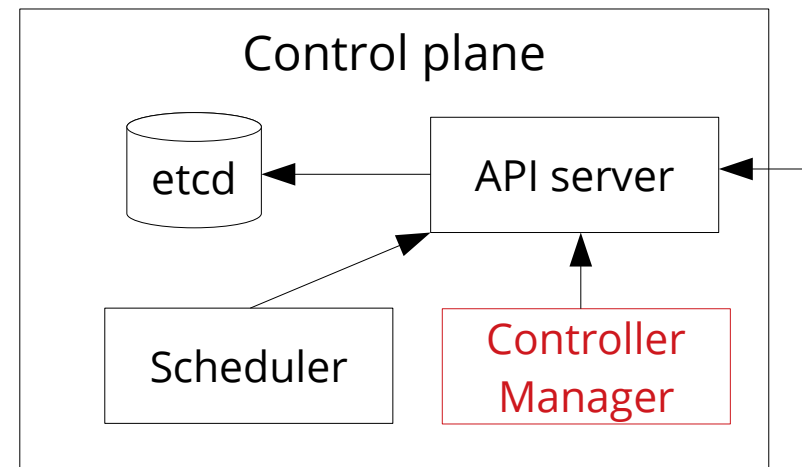 Control plane
etcd
API server
Scheduler
Controller
Manager